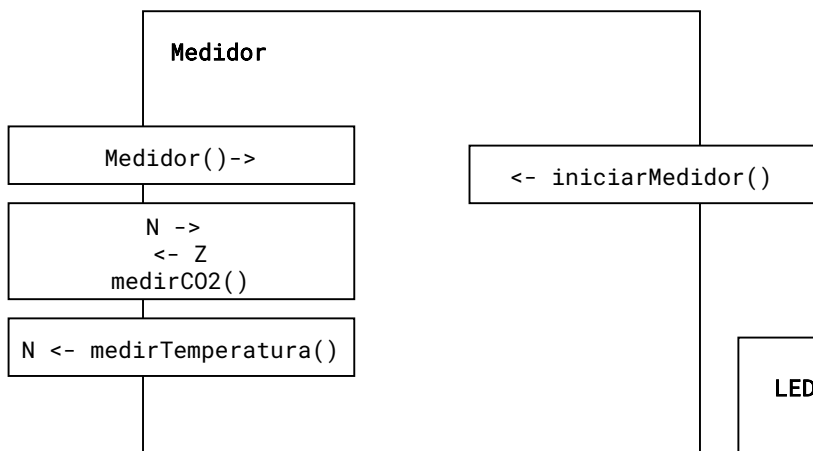 Medidor
Medidor()->
<- iniciarMedidor()
N ->
<- Z
medirCO2()
N <- medirTemperatura()
LED